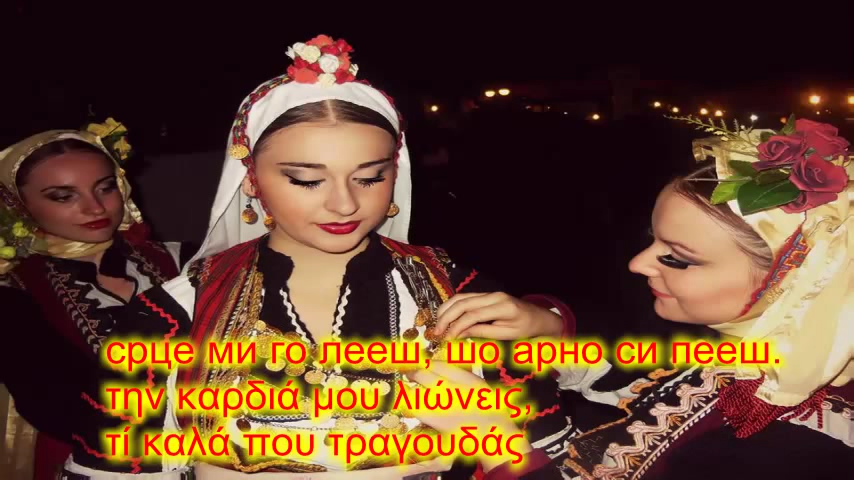 срце ми го лееш, шо арно си пееш.
την καρδιά μου λιώνεις,
τί καλά που τραγουδάς